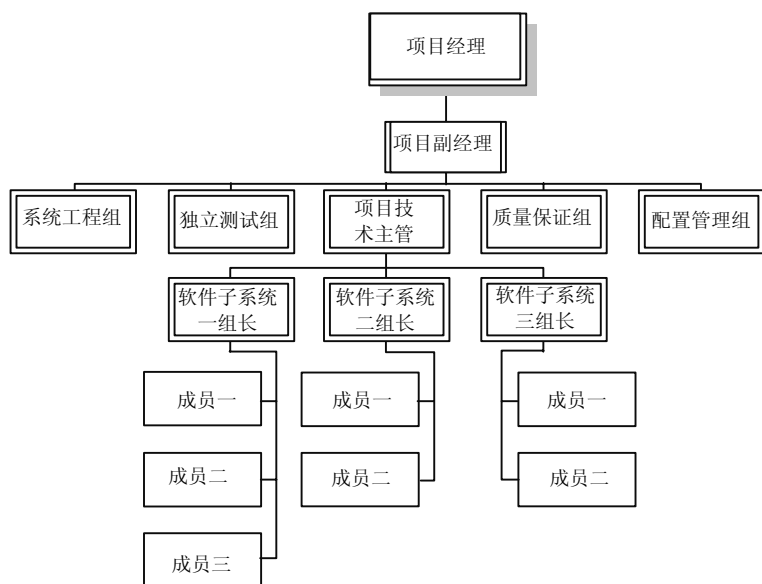 项目经理
项目副经理
系统工程组
独立测试组
项目技
术主管
质量保证组
配置管理组
软件子系统
一组长
软件子系统
二组长
软件子系统
三组长
成员一
成员一
成员一
成员二
成员二
成员二
成员三